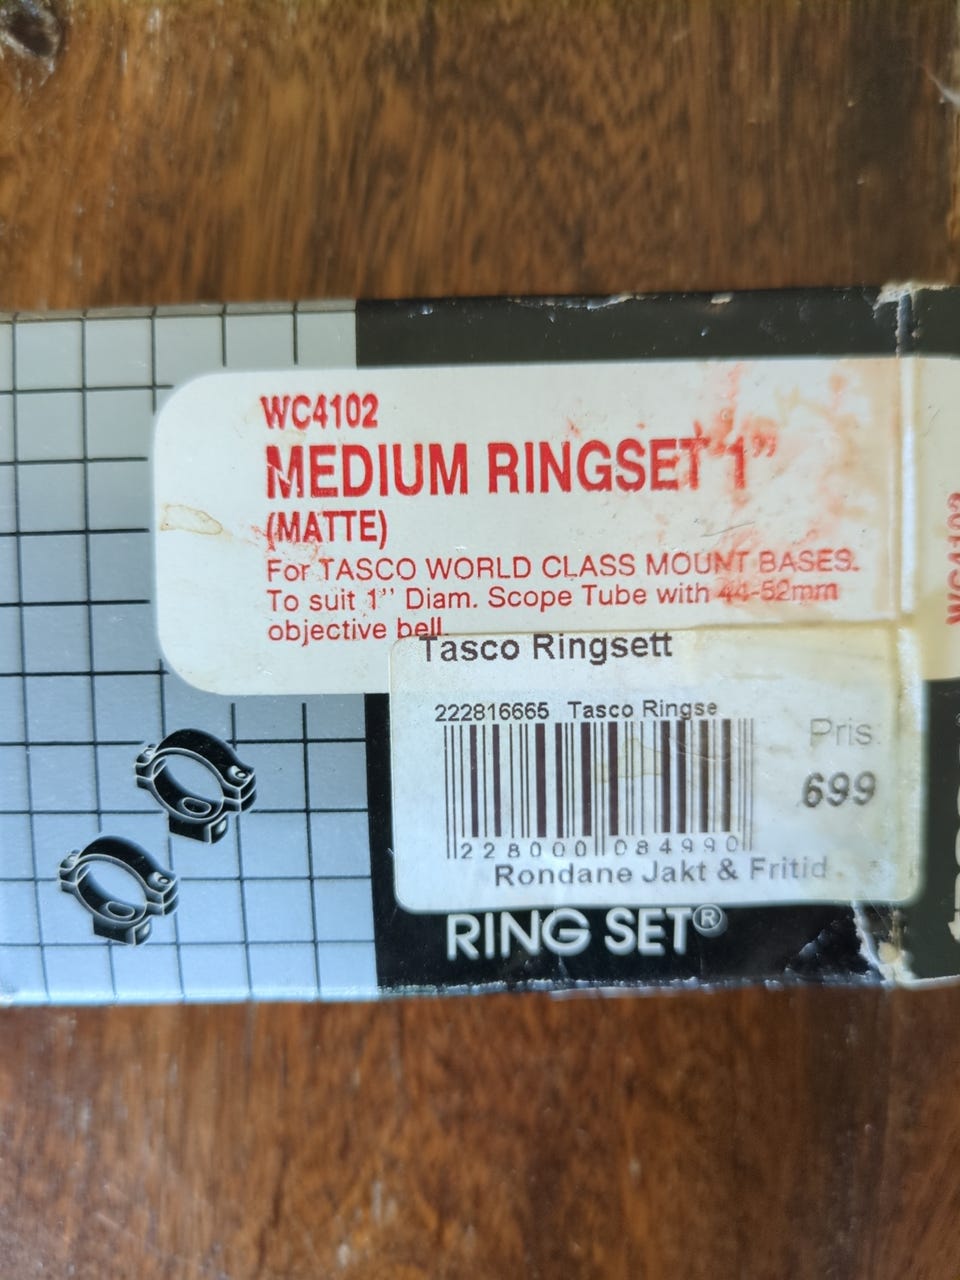 WC4102
MEDIUM RINGSET 1"
(MATTE)
For TASCO WORLD CLASS MOUNT BASES.
To suit 1" Diam. Scope Tube with 44-52mm
objective bell
Tasco Ringsett
222816665 Tasco Ringse
Pris
699
228000 084990
Rondane Jakt & Fritid
RING SET®
WC4102